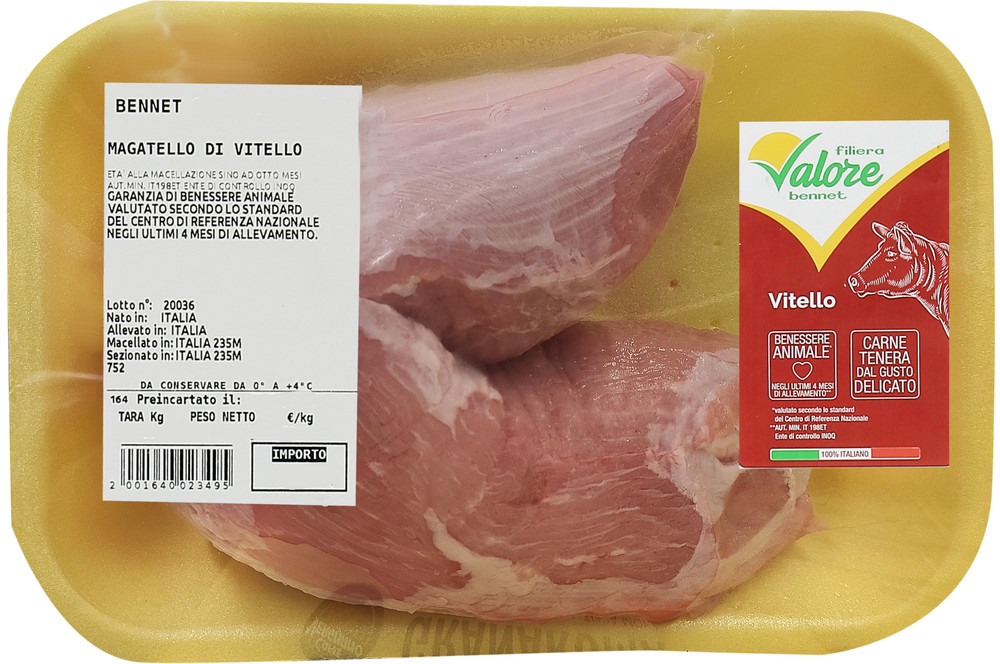 BENNET
MAGATELLO DI VITELLO
ETA' ALLA MACELLAZIONE SINO AD OTTO MESI
AUT.MIN. IT198ET ENTE DI CONTROLLO INOQ
GARANZIA DI BENESSERE ANIMALE
VALUTATO SECONDO LO STANDARD
DEL CENTRO DI REFERENZA NAZIONALE
NEGLI ULTIMI 4 MESI DI ALLEVAMENTO.
Lotto n°: 20036
Nato in: ITALIA
Allevato in: ITALIA
Macellato in: ITALIA 235M
Sezionato in: ITALIA 235M
752
DA CONSERVARE DA 0° A +4°C
164 Preincartato il:
TARA Kg PESO NETTO €/kg
IMPORTO
2 001640 023495
filiera
Valore
bennet
Vitello
BENESSERE
ANIMALE*
NEGLI ULTIMI 4 MESI
DI ALLEVAMENTO**
CARNE
TENERA
DAL GUSTO
DELICATO
*valutato secondo lo standard
del Centro di Referenza Nazionale
**AUT. MIN. IT 198ET
Ente di controllo INOQ
100% ITALIANO